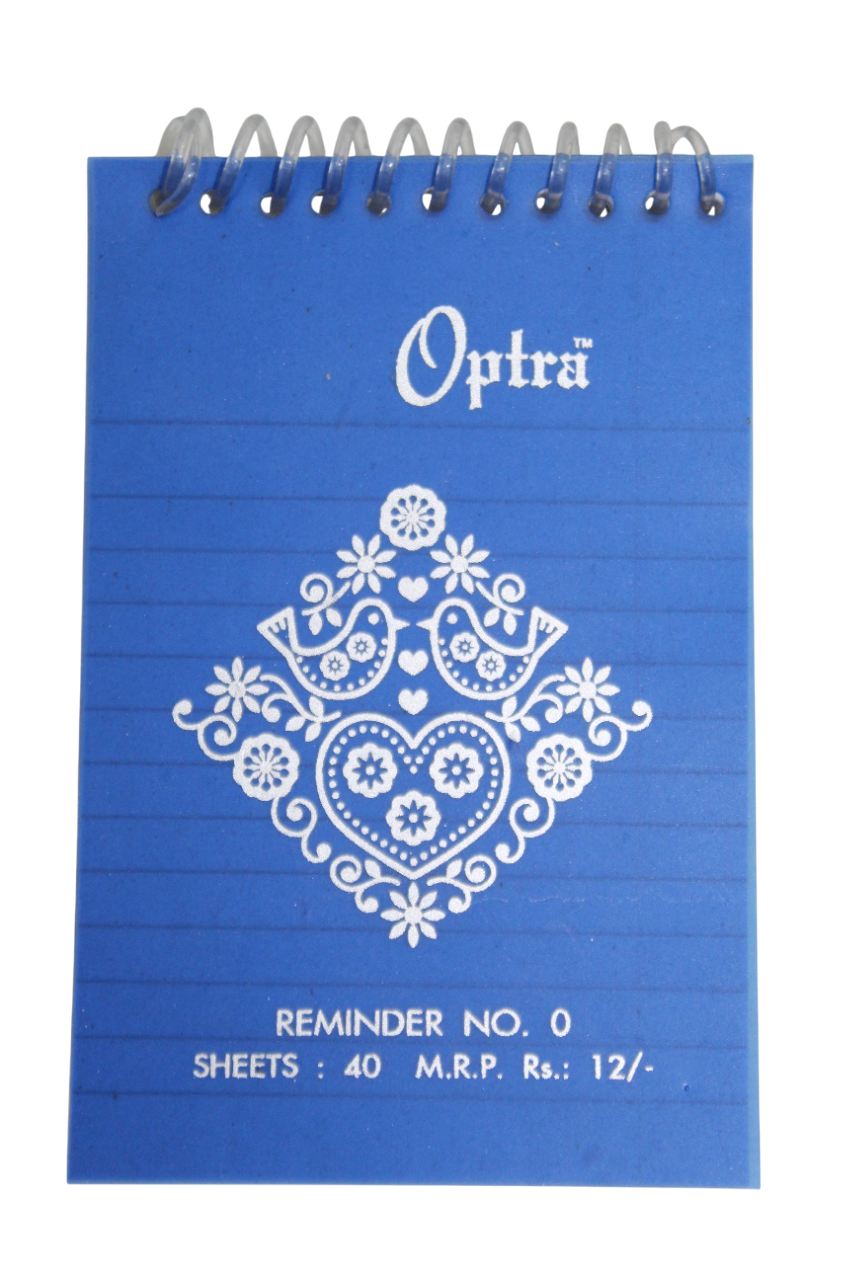 Optra™
REMINDER NO. 0
SHEETS : 40 M.R.P. Rs.: 12/-